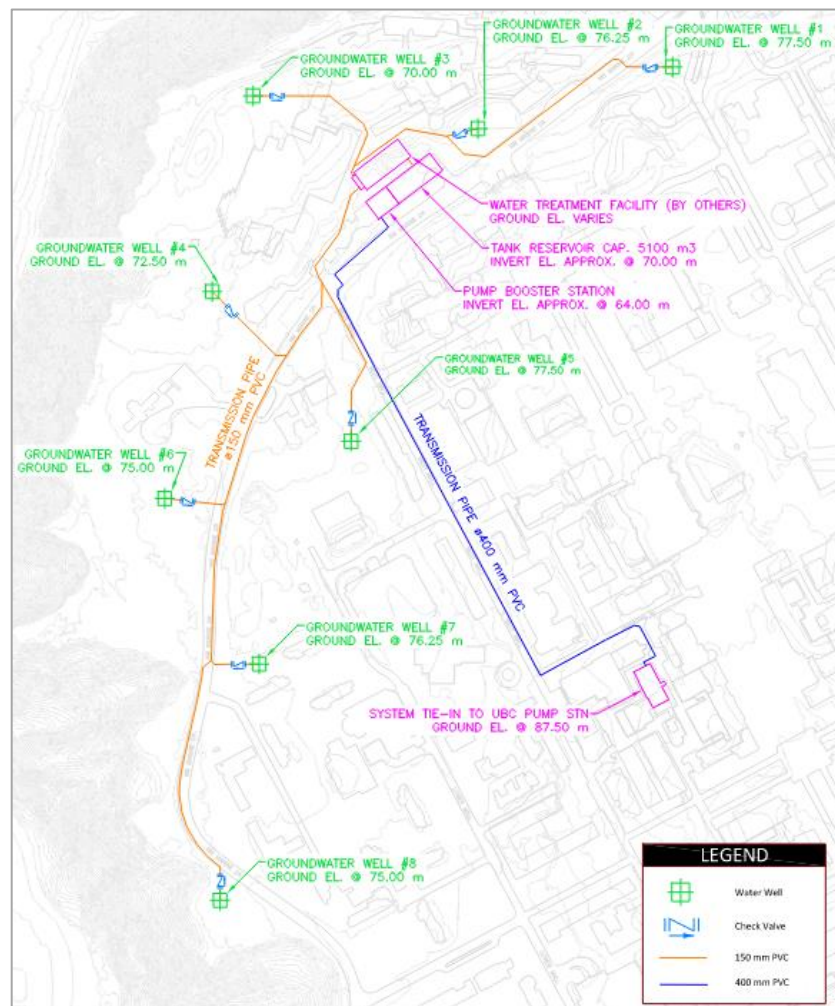 GROUNDWATER WELL #2
GROUND EL. @ 76.25 m
GROUNDWATER WELL #1
GROUND EL. @ 77.50 m
GROUNDWATER WELL #3
GROUND EL. @ 70.00 m
WATER TREATMENT FACILITY (BY OTHERS)
GROUND EL. VARIES
TANK RESERVOIR CAP. 5100 m3
INVERT EL. APPROX. @ 70.00 m
PUMP BOOSTER STATION
INVERT EL. APPROX. @ 64.00 m
GROUNDWATER WELL #4
GROUND EL. @ 72.50 m
GROUNDWATER WELL #5
GROUND EL. @ 77.50 m
TRANSMISSION PIPE
ø150 mm PVC
TRANSMISSION PIPE ø400 mm PVC
GROUNDWATER WELL #6
GROUND EL. @ 75.00 m
GROUNDWATER WELL #7
GROUND EL. @ 76.25 m
SYSTEM TIE-IN TO UBC PUMP STN
GROUND EL. @ 87.50 m
GROUNDWATER WELL #8
GROUND EL. @ 75.00 m
LEGEND
Water Well
Check Valve
150 mm PVC
400 mm PVC